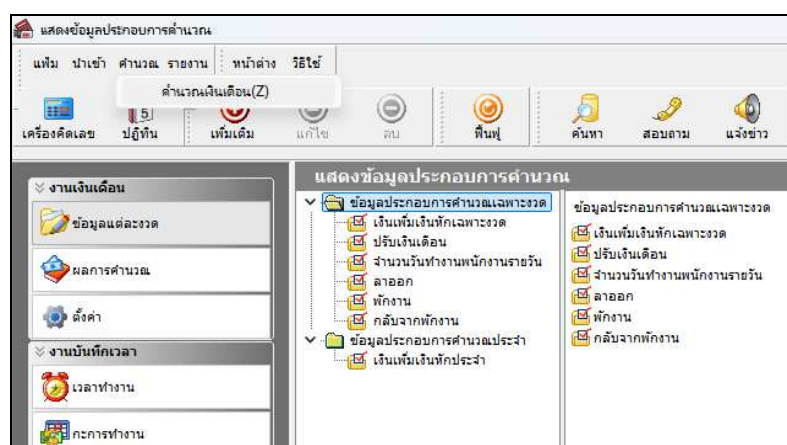 แสดงข้อมูลประกอบการคำนวณ
แฟ้ม นำเข้า คำนวณ รายงาน หน้าต่าง วิธีใช้
คำนวณเงินเดือน(Z)
5
เครื่องคิดเลข ปฏิทิน เพิ่มเติม แก้ไข ลบ ฟื้นฟู ค้นหา สอบถาม แจ้งข่าว
งานเงินเดือน
ข้อมูลแต่ละงวด
ผลการคำนวณ
ตั้งค่า
งานบันทึกเวลา
เวลาทำงาน
กะการทำงาน
แสดงข้อมูลประกอบการคำนวณ
ข้อมูลประกอบการคำนวณเฉพาะงวด
เงินเพิ่มเงินหักเฉพาะงวด
ปรับเงินเดือน
จำนวนวันทำงานพนักงานรายวัน
ลาออก
พักงาน
กลับจากพักงาน
ข้อมูลประกอบการคำนวณประจำ
เงินเพิ่มเงินหักประจำ
ข้อมูลประกอบการคำนวณเฉพาะงวด
เงินเพิ่มเงินหักเฉพาะงวด
ปรับเงินเดือน
จำนวนวันทำงานพนักงานรายวัน
ลาออก
พักงาน
กลับจากพักงาน